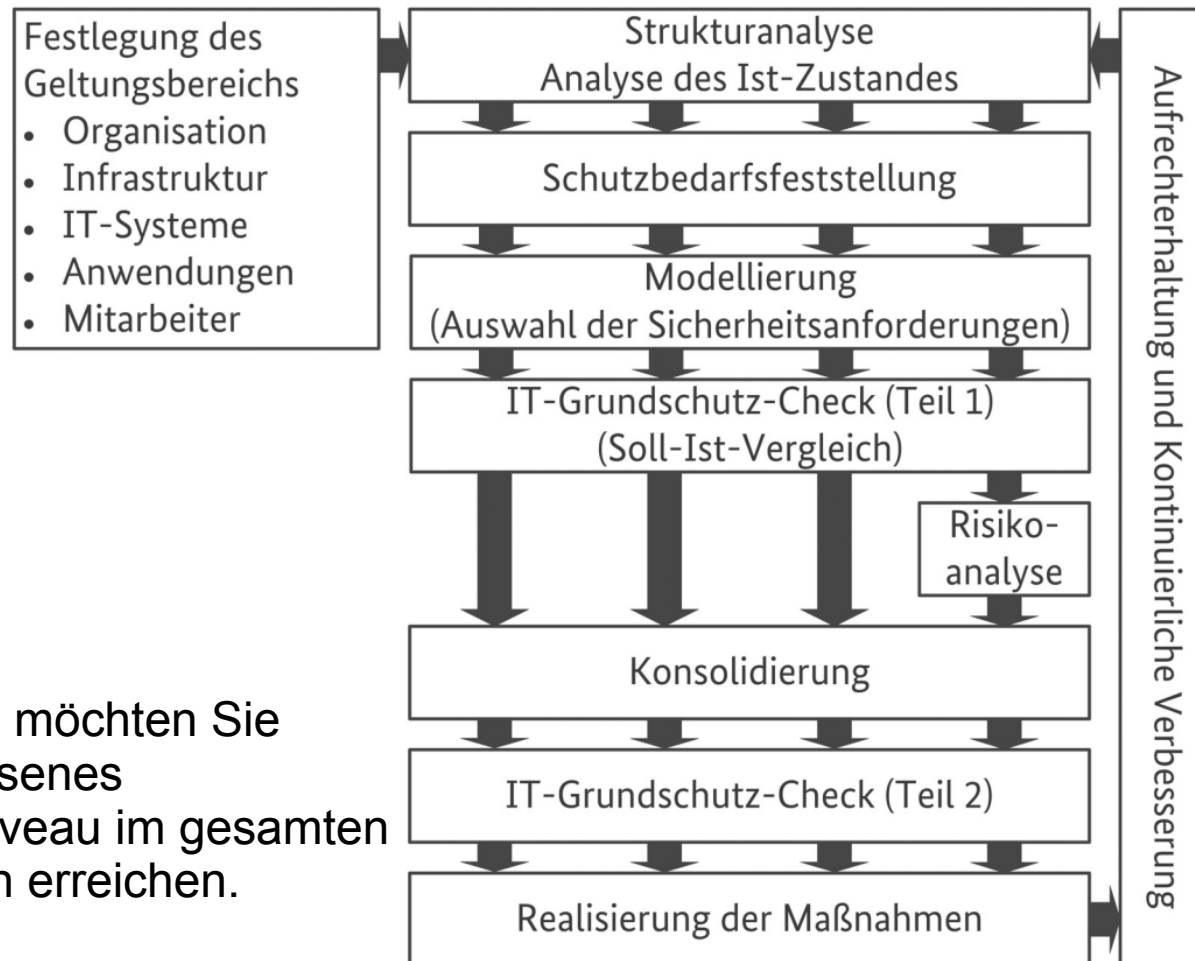 Festlegung des
Geltungsbereichs
• Organisation
• Infrastruktur
• IT-Systeme
• Anwendungen
• Mitarbeiter
Strukturanalyse
Analyse des Ist-Zustandes
Schutzbedarfsfeststellung
Modellierung
(Auswahl der Sicherheitsanforderungen)
IT-Grundschutz-Check (Teil 1)
(Soll-Ist-Vergleich)
Risiko-
analyse
Konsolidierung
IT-Grundschutz-Check (Teil 2)
Realisierung der Maßnahmen
Aufrechterhaltung und Kontinuierliche Verbesserung
möchten Sie
senes
veau im gesamten
n erreichen.